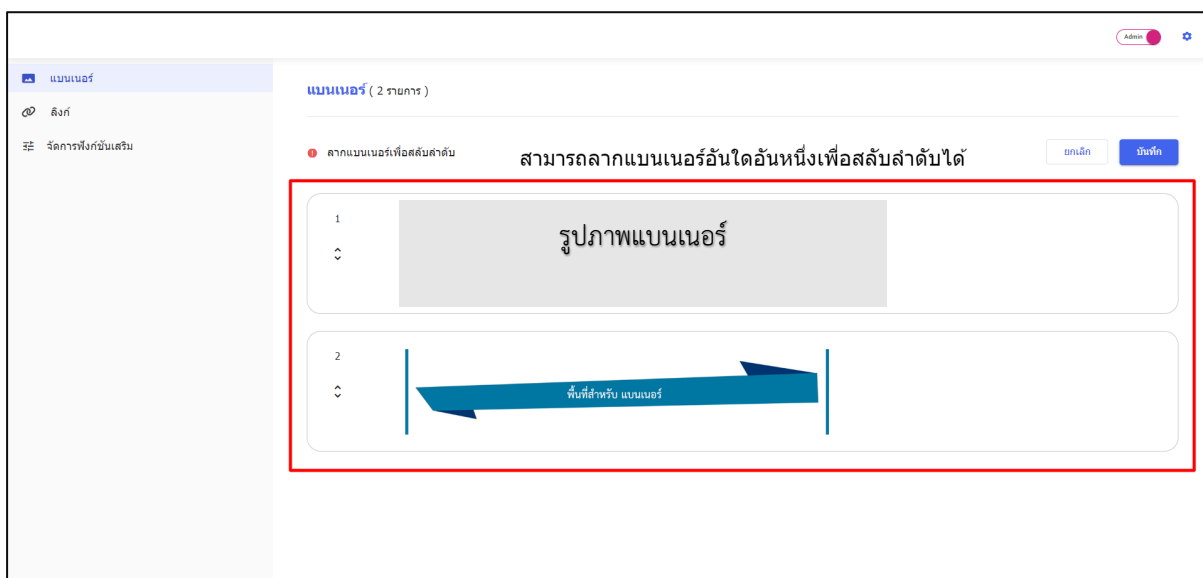 Admin
แบนเนอร์
ลิงก์
จัดการฟังก์ชันเสริม
แบนเนอร์ ( 2 รายการ )
ลากแบนเนอร์เพื่อสลับลำดับ
สามารถลากแบนเนอร์อันใดอันหนึ่งเพื่อสลับลำดับได้
ยกเลิก
บันทึก
1
รูปภาพแบนเนอร์
2
พื้นที่สำหรับ แบนเนอร์